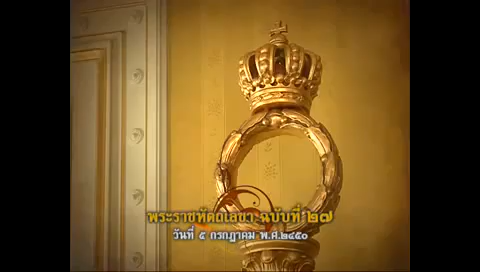 พระราชหัตถเลขา ฉบับที่ ๒๗
วันที่ ๕ กรกฎาคม พ.ศ.๒๔๕๐